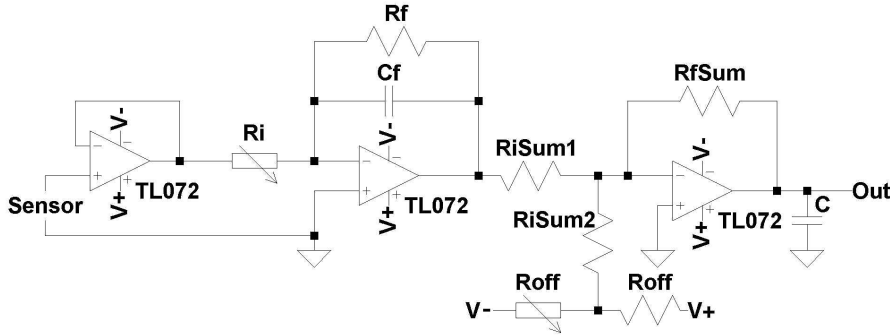 Rf
Cf
RfSum
V-
V-
V-
Ri
RiSum1
TL072
TL072
TL072
Sensor
V+
V+
V+
RiSum2
C
Out
Roff
Roff
V-
V+